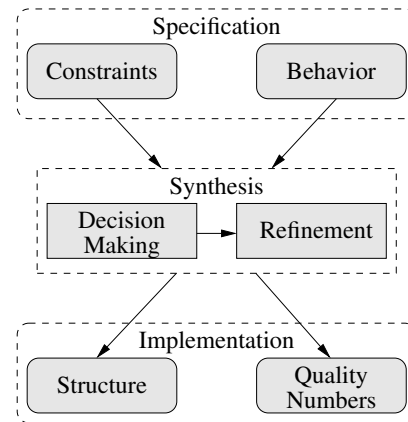 Specification
Constraints
Behavior
Synthesis
Decision
Making
Refinement
Implementation
Structure
Quality
Numbers